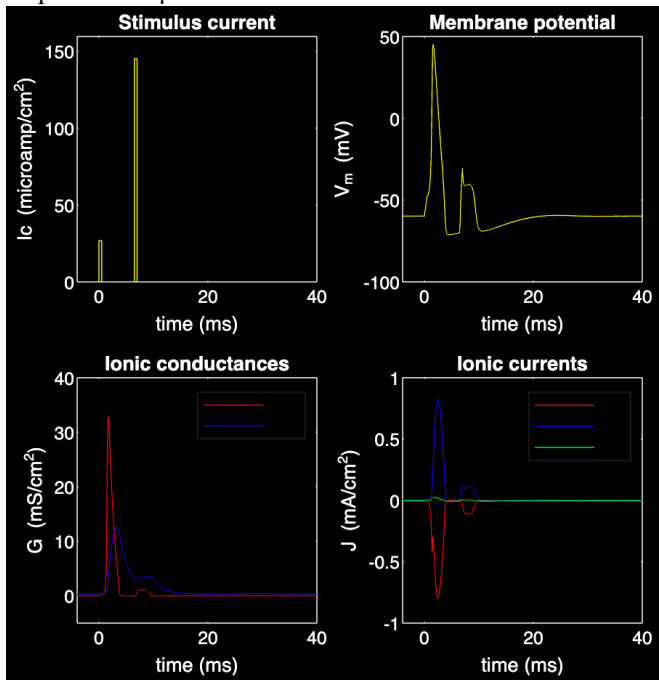 Stimulus current
150
100
50
0
Ic (microamp/cm²)
0 20 40
time (ms)
Membrane potential
50
0
-50
-100
Vₘ (mV)
0 20 40
time (ms)
Ionic conductances
40
30
20
10
0
G (mS/cm²)
0 20 40
time (ms)
Ionic currents
1
0.5
0
-0.5
-1
J (mA/cm²)
0 20 40
time (ms)